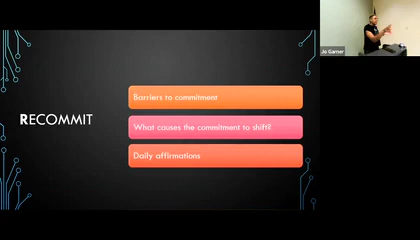 RECOMMIT
Barriers to commitment
What causes the commitment to shift?
Daily affirmations
Jo Garner